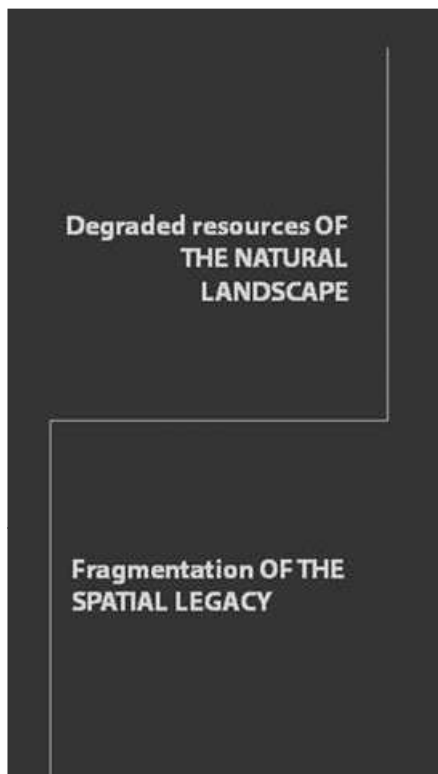 Degraded resources OF
THE NATURAL
LANDSCAPE
Fragmentation OF THE
SPATIAL LEGACY